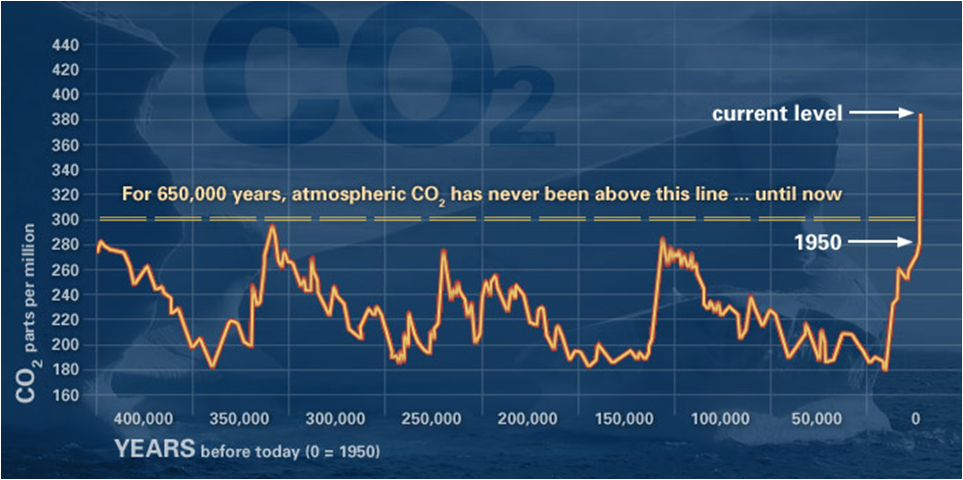 CO2
440
420
400
380
360
340
320
300
280
260
240
220
200
180
160
CO2 parts per million
current level
For 650,000 years, atmospheric CO2 has never been above this line ... until now
1950
400,000 350,000 300,000 250,000 200,000 150,000 100,000 50,000 0
YEARS before today (0 = 1950)